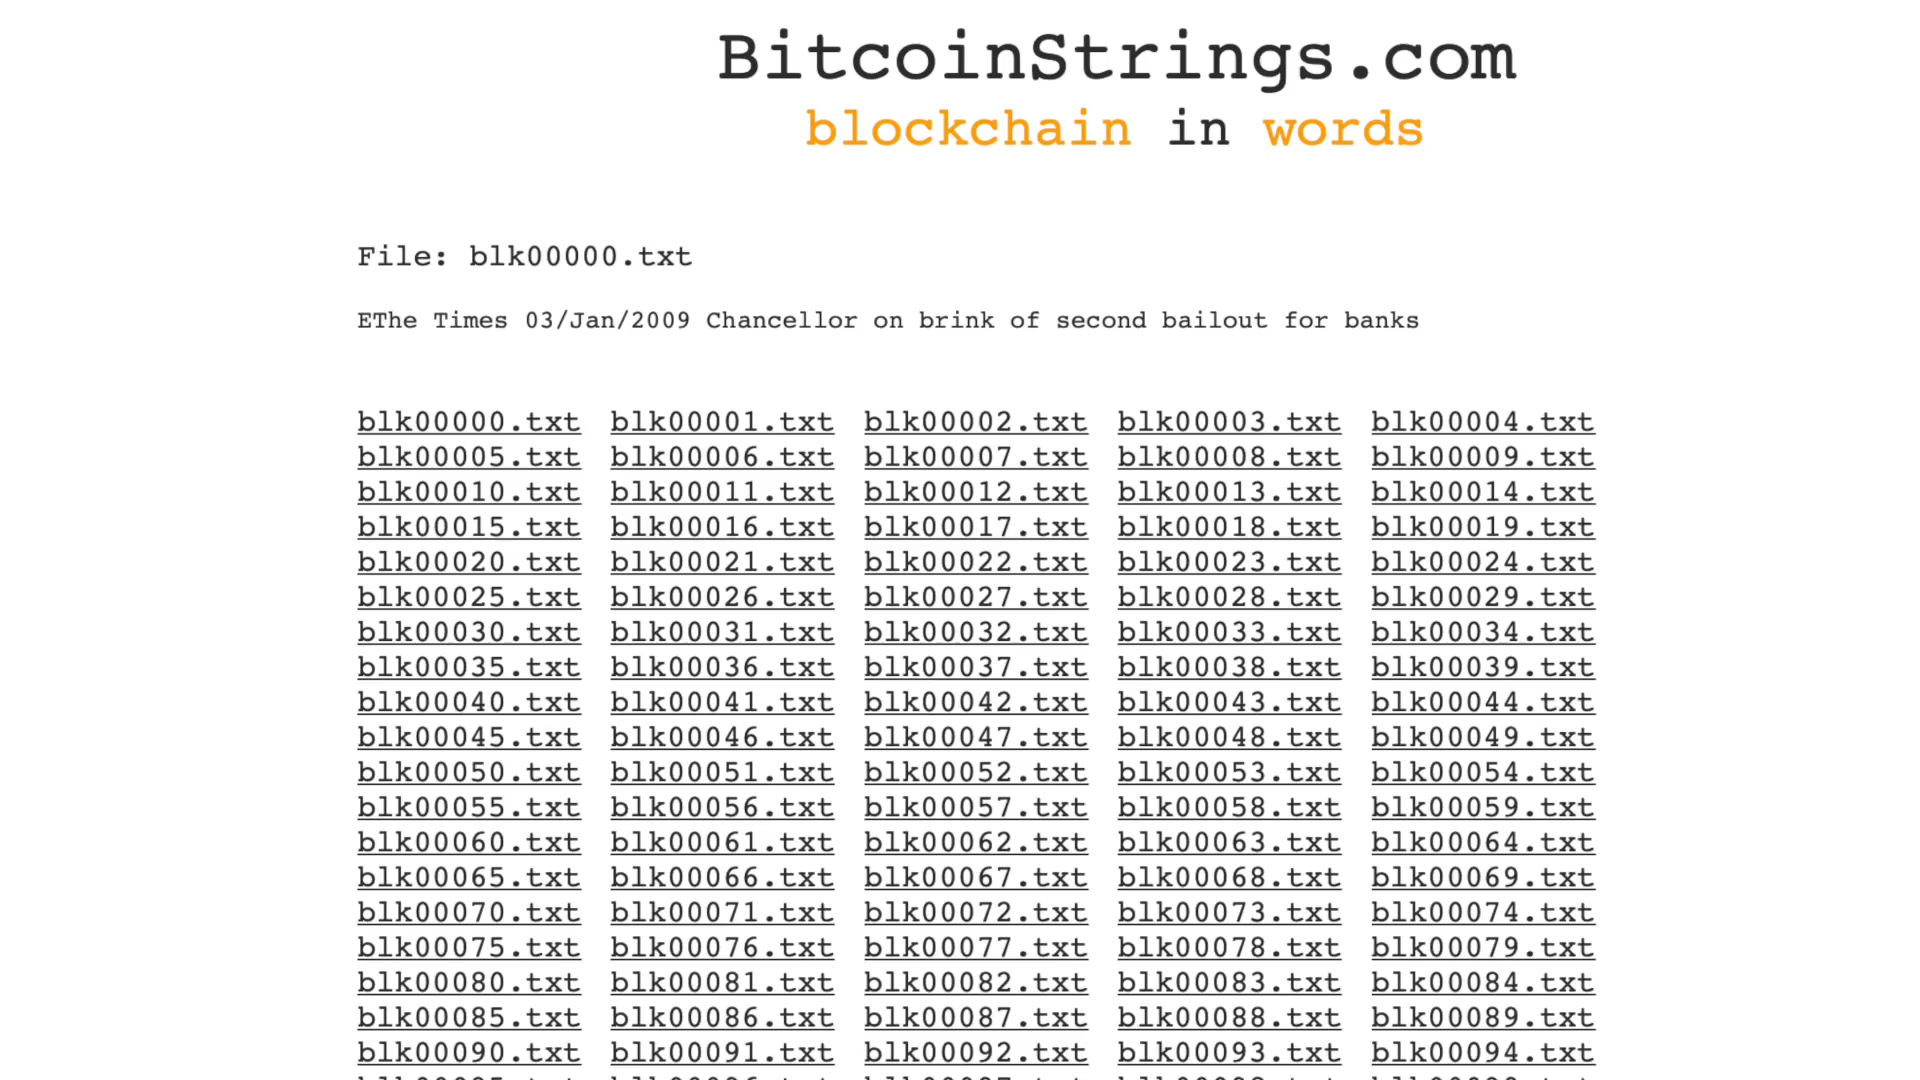 BitcoinStrings.com
blockchain in words
File: blk00000.txt
EThe Times 03/Jan/2009 Chancellor on brink of second bailout for banks
blk00000.txt blk00001.txt blk00002.txt blk00003.txt blk00004.txt
blk00005.txt blk00006.txt blk00007.txt blk00008.txt blk00009.txt
blk00010.txt blk00011.txt blk00012.txt blk00013.txt blk00014.txt
blk00015.txt blk00016.txt blk00017.txt blk00018.txt blk00019.txt
blk00020.txt blk00021.txt blk00022.txt blk00023.txt blk00024.txt
blk00025.txt blk00026.txt blk00027.txt blk00028.txt blk00029.txt
blk00030.txt blk00031.txt blk00032.txt blk00033.txt blk00034.txt
blk00035.txt blk00036.txt blk00037.txt blk00038.txt blk00039.txt
blk00040.txt blk00041.txt blk00042.txt blk00043.txt blk00044.txt
blk00045.txt blk00046.txt blk00047.txt blk00048.txt blk00049.txt
blk00050.txt blk00051.txt blk00052.txt blk00053.txt blk00054.txt
blk00055.txt blk00056.txt blk00057.txt blk00058.txt blk00059.txt
blk00060.txt blk00061.txt blk00062.txt blk00063.txt blk00064.txt
blk00065.txt blk00066.txt blk00067.txt blk00068.txt blk00069.txt
blk00070.txt blk00071.txt blk00072.txt blk00073.txt blk00074.txt
blk00075.txt blk00076.txt blk00077.txt blk00078.txt blk00079.txt
blk00080.txt blk00081.txt blk00082.txt blk00083.txt blk00084.txt
blk00085.txt blk00086.txt blk00087.txt blk00088.txt blk00089.txt
blk00090.txt blk00091.txt blk00092.txt blk00093.txt blk00094.txt